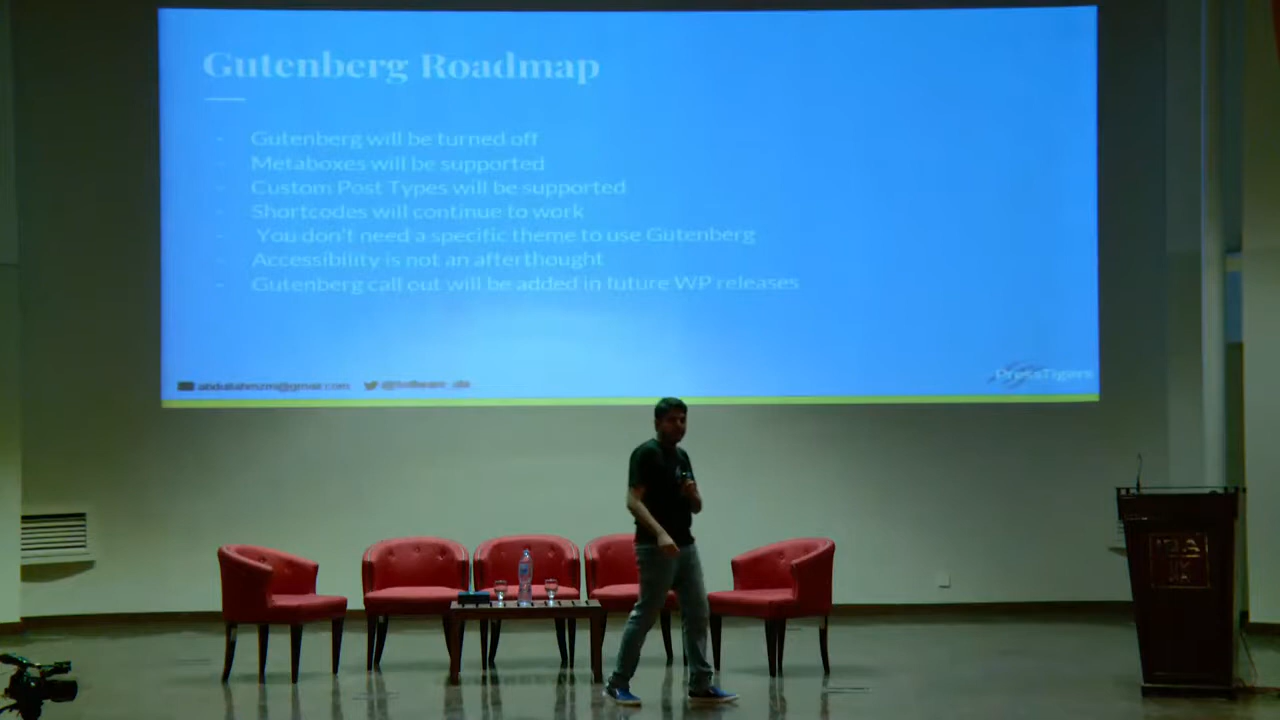 Gutenberg Roadmap
- Gutenberg will be turned off
- Metaboxes will be supported
- Custom Post Types will be supported
- Shortcodes will continue to work
- You don't need a specific theme to use Gutenberg
- Accessibility is not an afterthought
- Gutenberg call out will be added in future WP releases
PressTigers